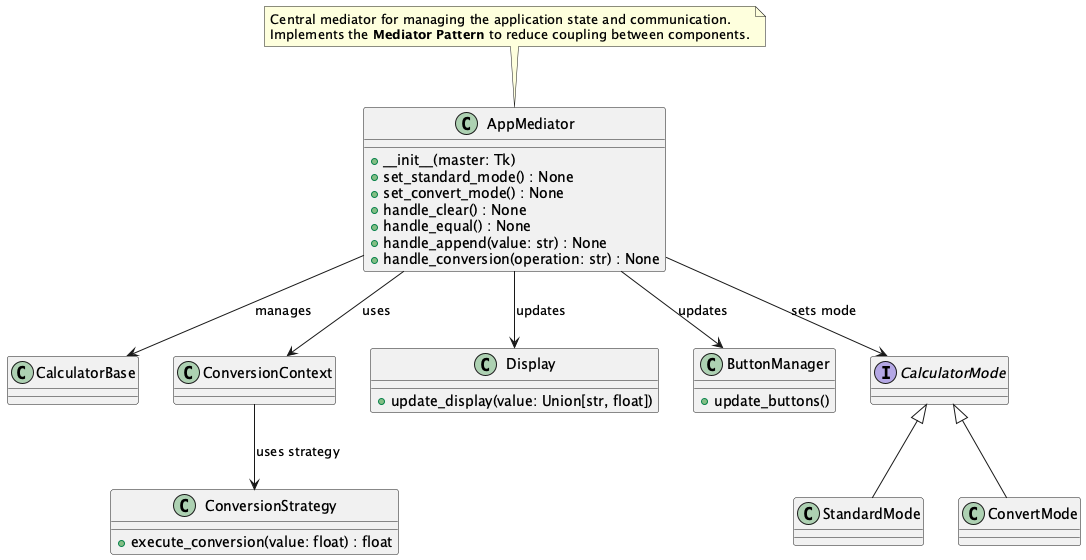 Central mediator for managing the application state and communication.
Implements the Mediator Pattern to reduce coupling between components.
C AppMediator
__init__(master: Tk)
set_standard_mode() : None
set_convert_mode() : None
handle_clear() : None
handle_equal() : None
handle_append(value: str) : None
handle_conversion(operation: str) : None
manages
uses
updates
updates
sets mode
C CalculatorBase
C ConversionContext
C Display
update_display(value: Union[str, float])
C ButtonManager
update_buttons()
I CalculatorMode
uses strategy
C ConversionStrategy
execute_conversion(value: float) : float
C StandardMode
C ConvertMode